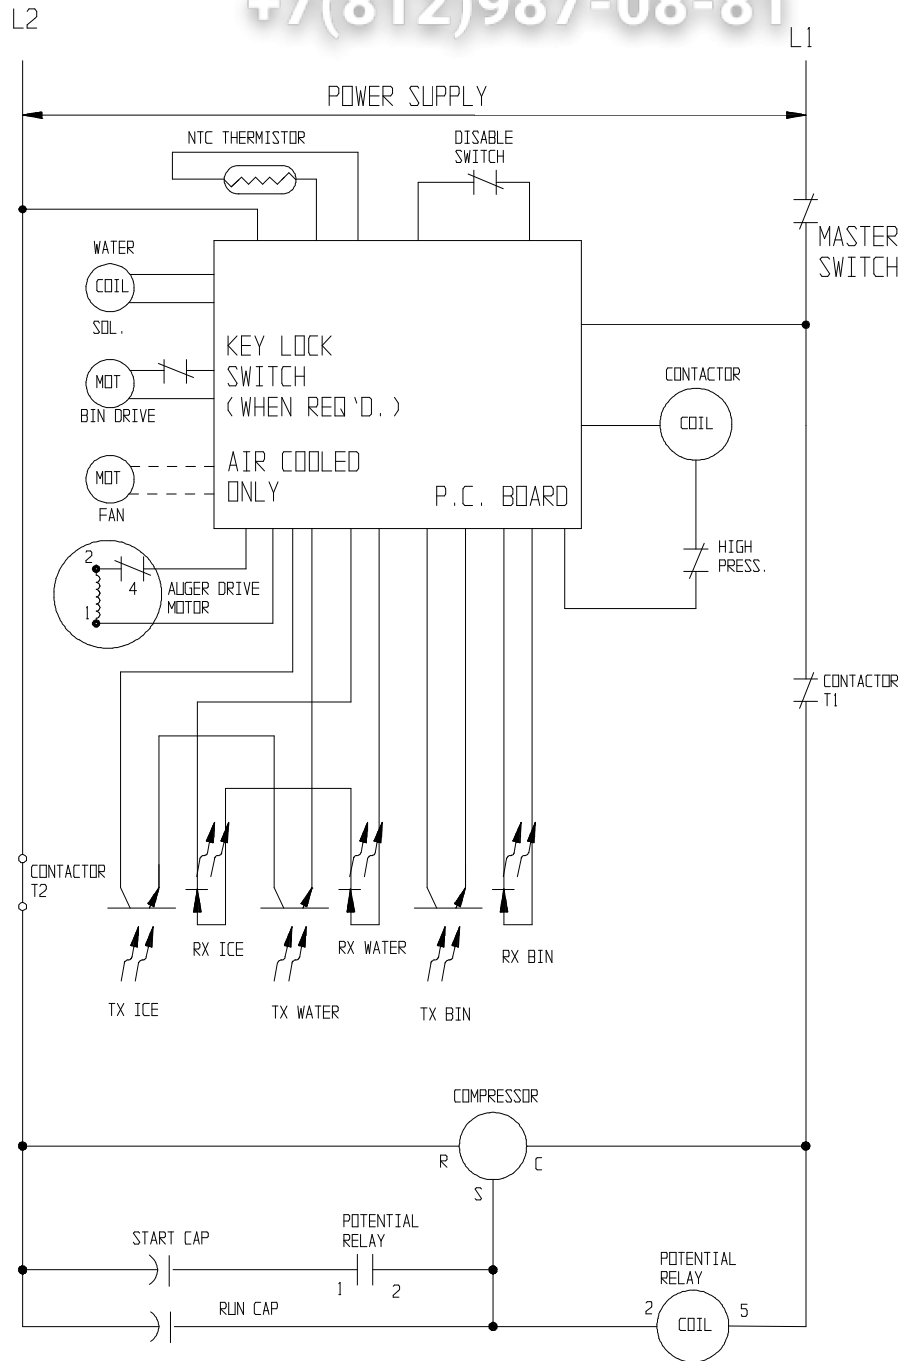 +7(812)987-08-81
L2
L1
POWER SUPPLY
NTC THERMISTOR
DISABLE
SWITCH
MASTER
SWITCH
WATER
COIL
SOL.
KEY LOCK
SWITCH
(WHEN REQ'D.)
MOT
BIN DRIVE
CONTACTOR
COIL
AIR COOLED
ONLY
MOT
FAN
P.C. BOARD
HIGH
PRESS.
2
4
1
AUGER DRIVE
MOTOR
CONTACTOR
T1
CONTACTOR
T2
RX ICE
RX WATER
RX BIN
TX ICE
TX WATER
TX BIN
COMPRESSOR
R
C
S
START CAP
POTENTIAL
RELAY
1
2
RUN CAP
POTENTIAL
RELAY
2
COIL
5